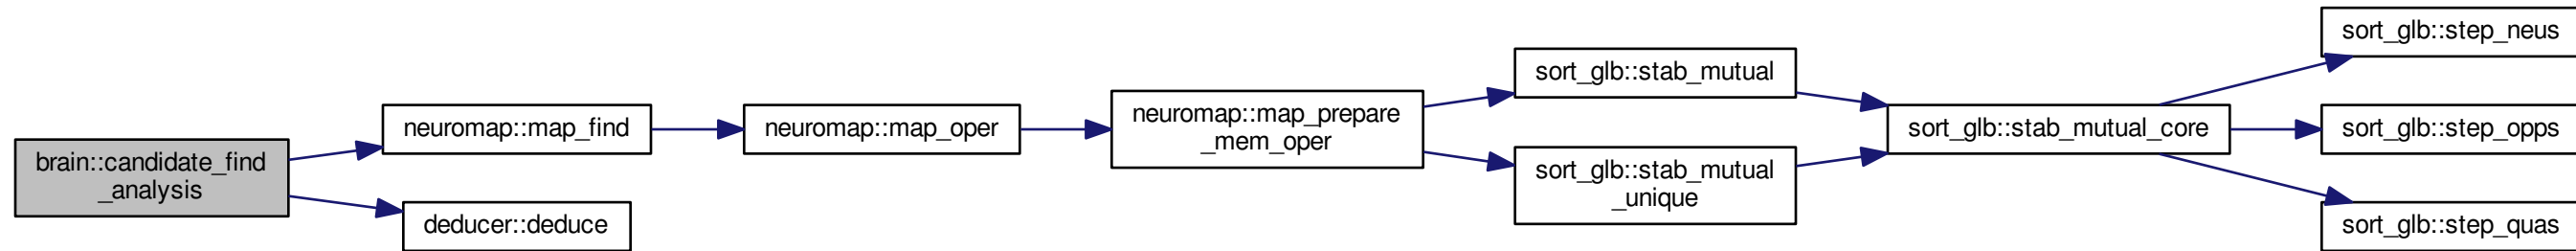 brain::candidate_find
_analysis
neuromap::map_find
deducer::deduce
neuromap::map_oper
neuromap::map_prepare
_mem_oper
sort_glb::stab_mutual
sort_glb::stab_mutual
_unique
sort_glb::stab_mutual_core
sort_glb::step_neus
sort_glb::step_opps
sort_glb::step_quas